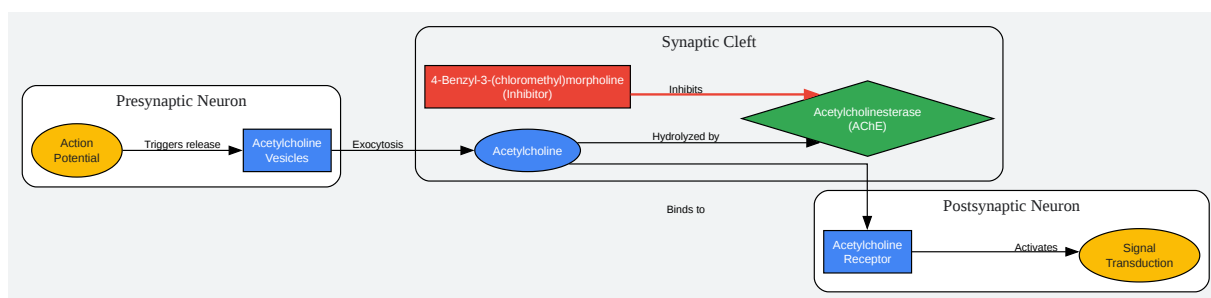 Synaptic Cleft
4-Benzyl-3-(chloromethyl)morpholine
(Inhibitor)
Inhibits
Acetylcholinesterase
(AChE)
Presynaptic Neuron
Action
Potential
Triggers release
Acetylcholine
Vesicles
Exocytosis
Acetylcholine
Hydrolyzed by
Binds to
Postsynaptic Neuron
Acetylcholine
Receptor
Activates
Signal
Transduction